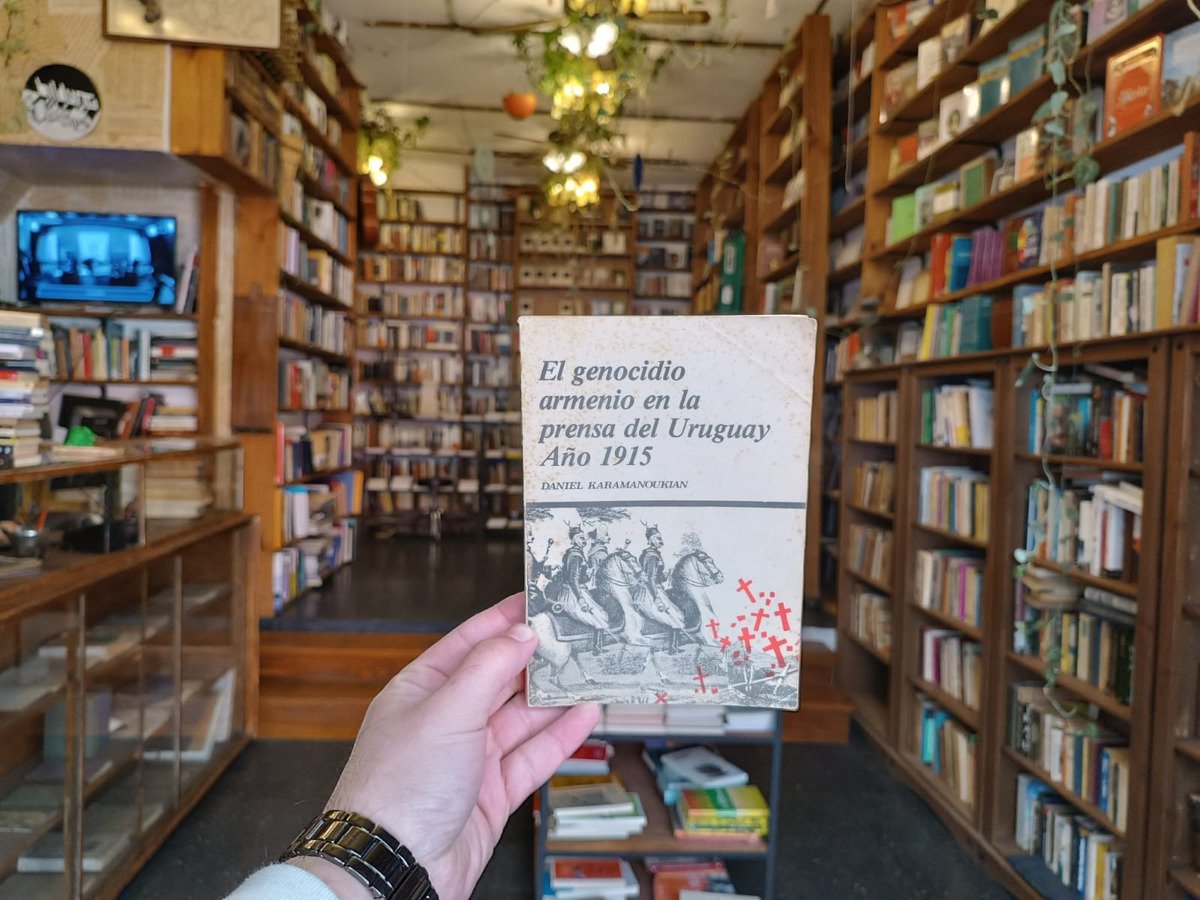 El genocidio
armenio en la
prensa del Uruguay
Año 1915
DANIEL KARAMANOUKIAN